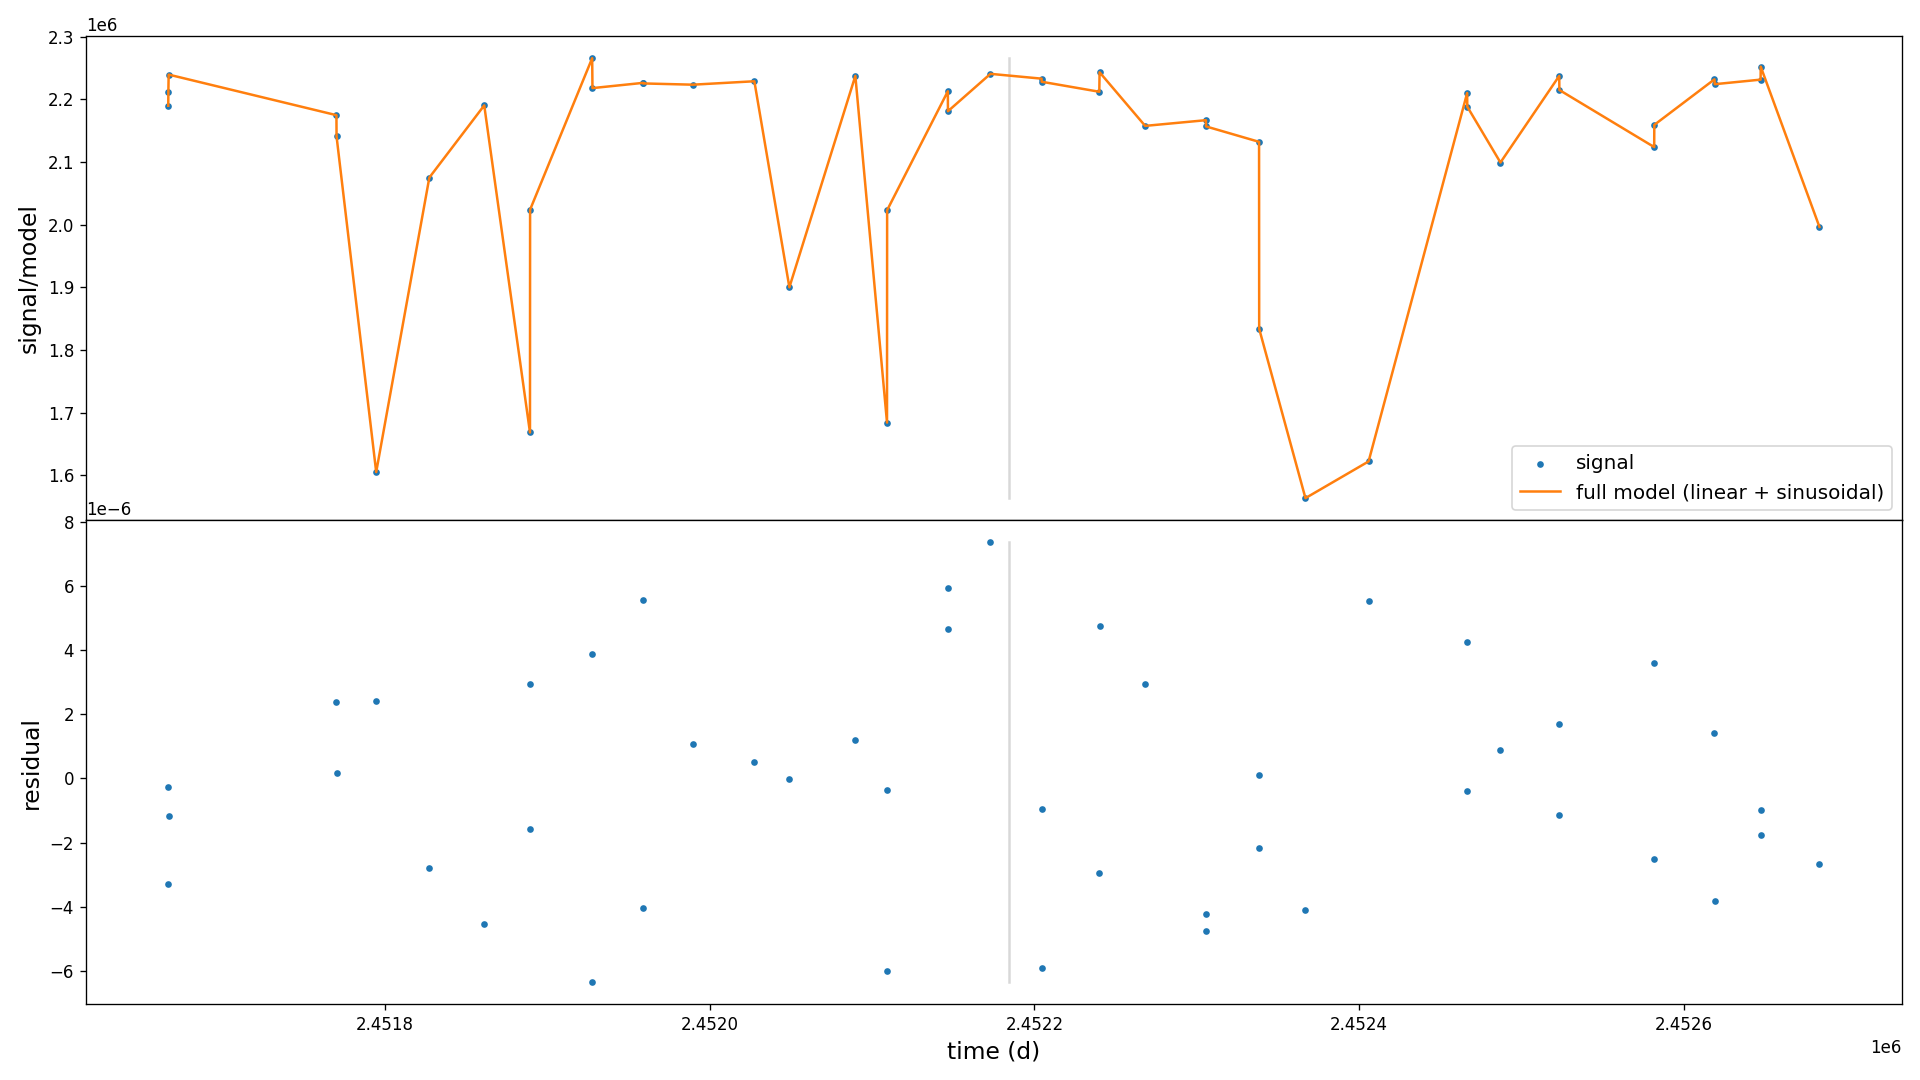 1e6
2.3
2.2
2.1
2.0
1.9
1.8
1.7
1.6
signal/model
signal
full model (linear + sinusoidal)
1e−6
8
6
4
2
0
−2
−4
−6
residual
2.4518
2.4520
2.4522
2.4524
2.4526
time (d)
1e6